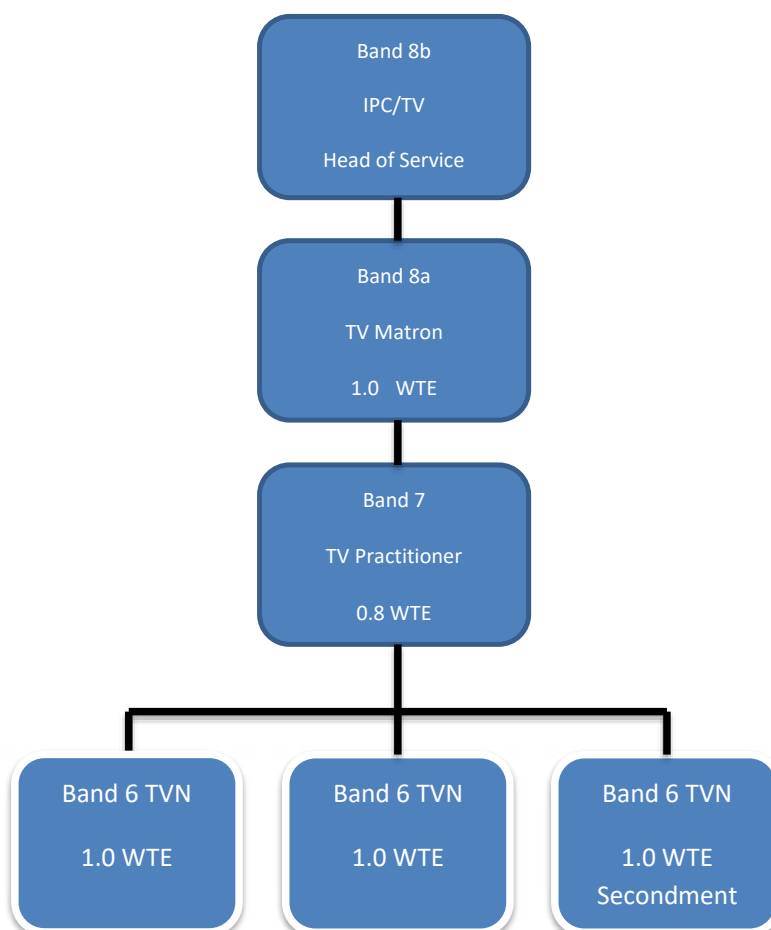 Band 8b
IPC/TV
Head of Service
Band 8a
TV Matron
1.0 WTE
Band 7
TV Practitioner
0.8 WTE
Band 6 TVN
1.0 WTE
Band 6 TVN
1.0 WTE
Band 6 TVN
1.0 WTE
Secondment